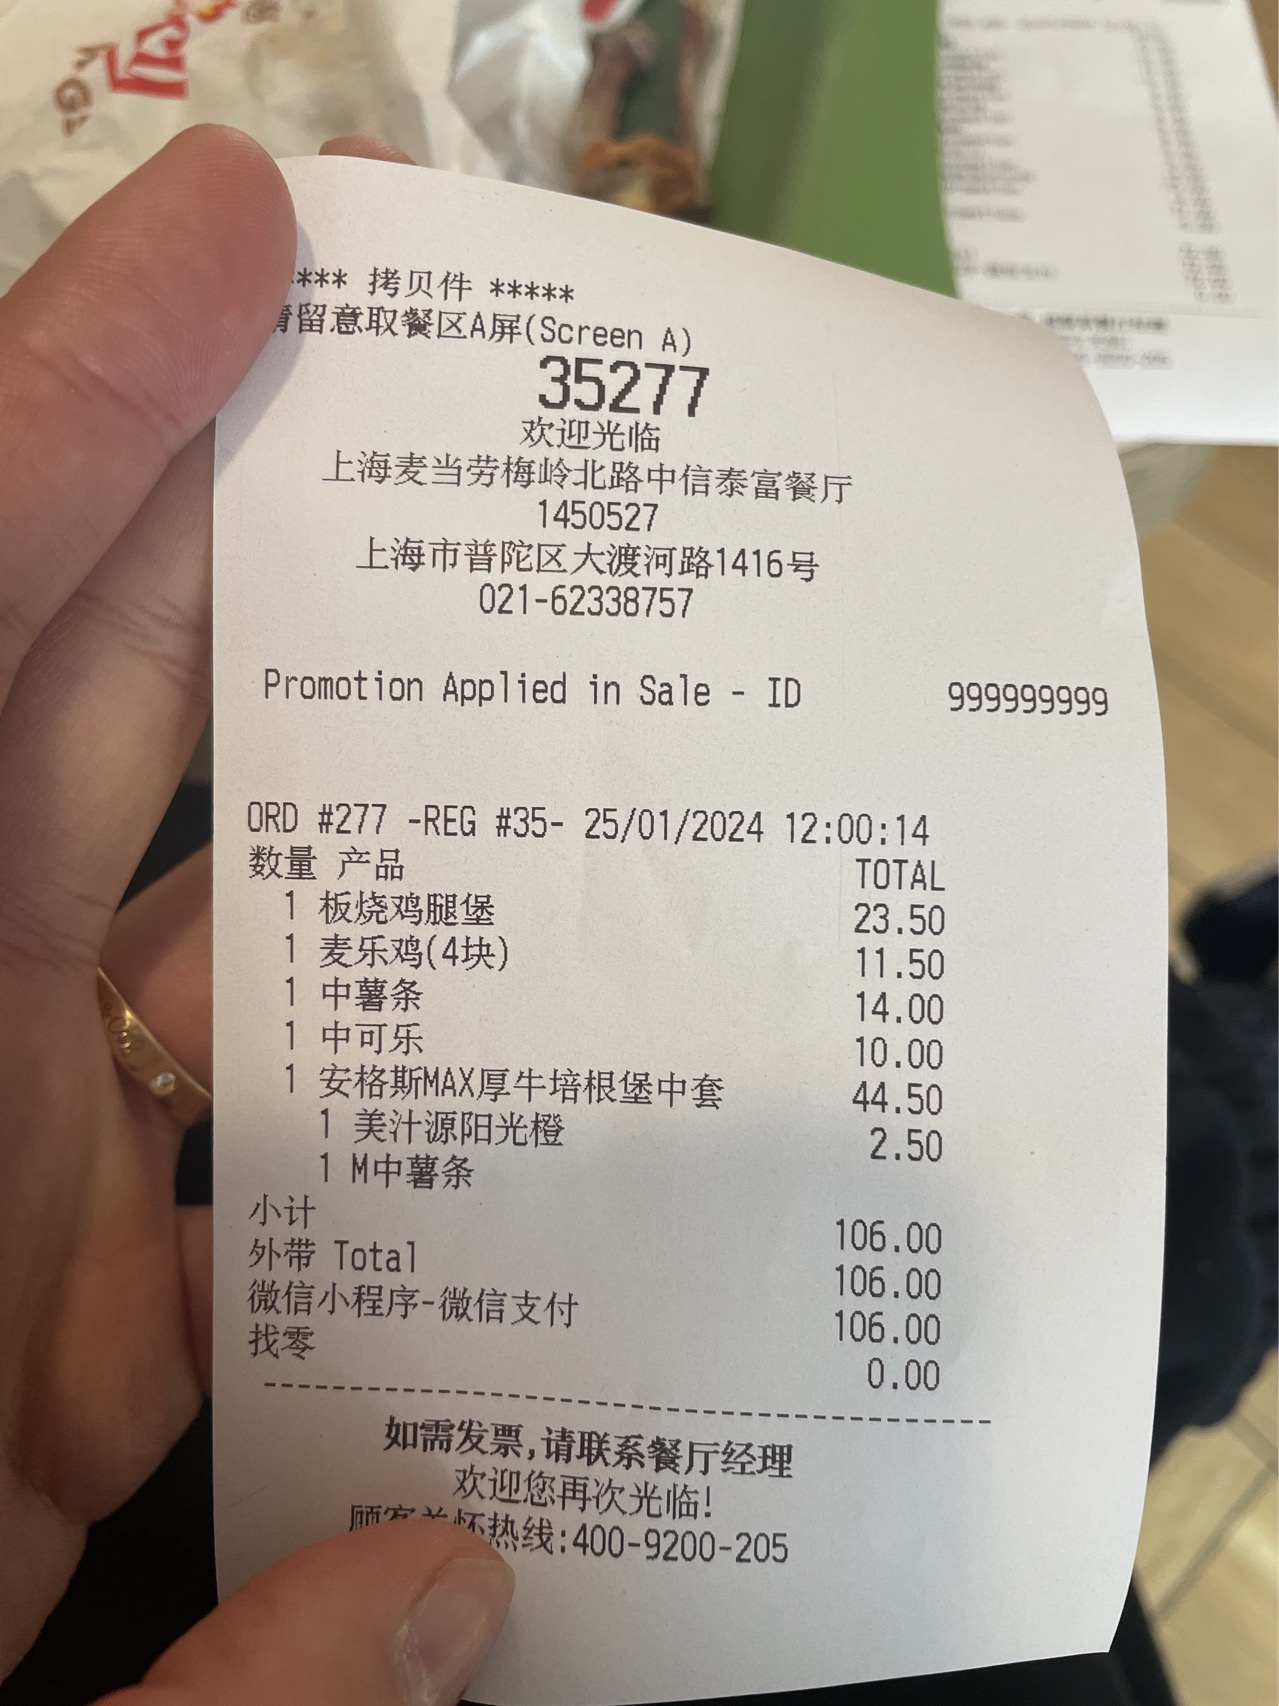 *** 拷贝件 *****
请留意取餐区A屏(Screen A)
35277
欢迎光临
上海麦当劳梅岭北路中信泰富餐厅
1450527
上海市普陀区大渡河路1416号
021-62338757
Promotion Applied in Sale - ID 999999999
ORD #277 -REG #35- 25/01/2024 12:00:14
数量 产品 TOTAL
1 板烧鸡腿堡 23.50
1 麦乐鸡(4块) 11.50
1 中薯条 14.00
1 中可乐 10.00
1 安格斯MAX厚牛培根堡中套 44.50
1 美汁源阳光橙 2.50
1 M中薯条
小计 106.00
外带 Total 106.00
微信小程序-微信支付 106.00
找零 0.00
如需发票,请联系餐厅经理
欢迎您再次光临!
顾客关怀热线:400-9200-205